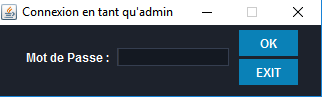 Connexion en tant qu'admin
OK
Mot de Passe :
EXIT